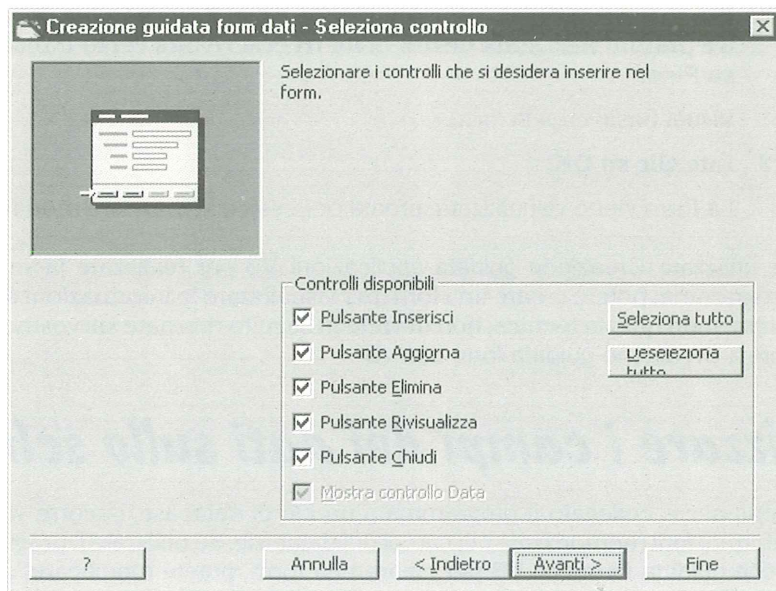 Creazione guidata form dati - Seleziona controllo
Selezionare i controlli che si desidera inserire nel
form.
Controlli disponibili
Pulsante Inserisci
Seleziona tutto
Pulsante Aggiorna
Deseleziona
tutto
Pulsante Elimina
Pulsante Rivisualizza
Pulsante Chiudi
Mostra controllo Data
?
Annulla
< Indietro
Avanti >
Fine